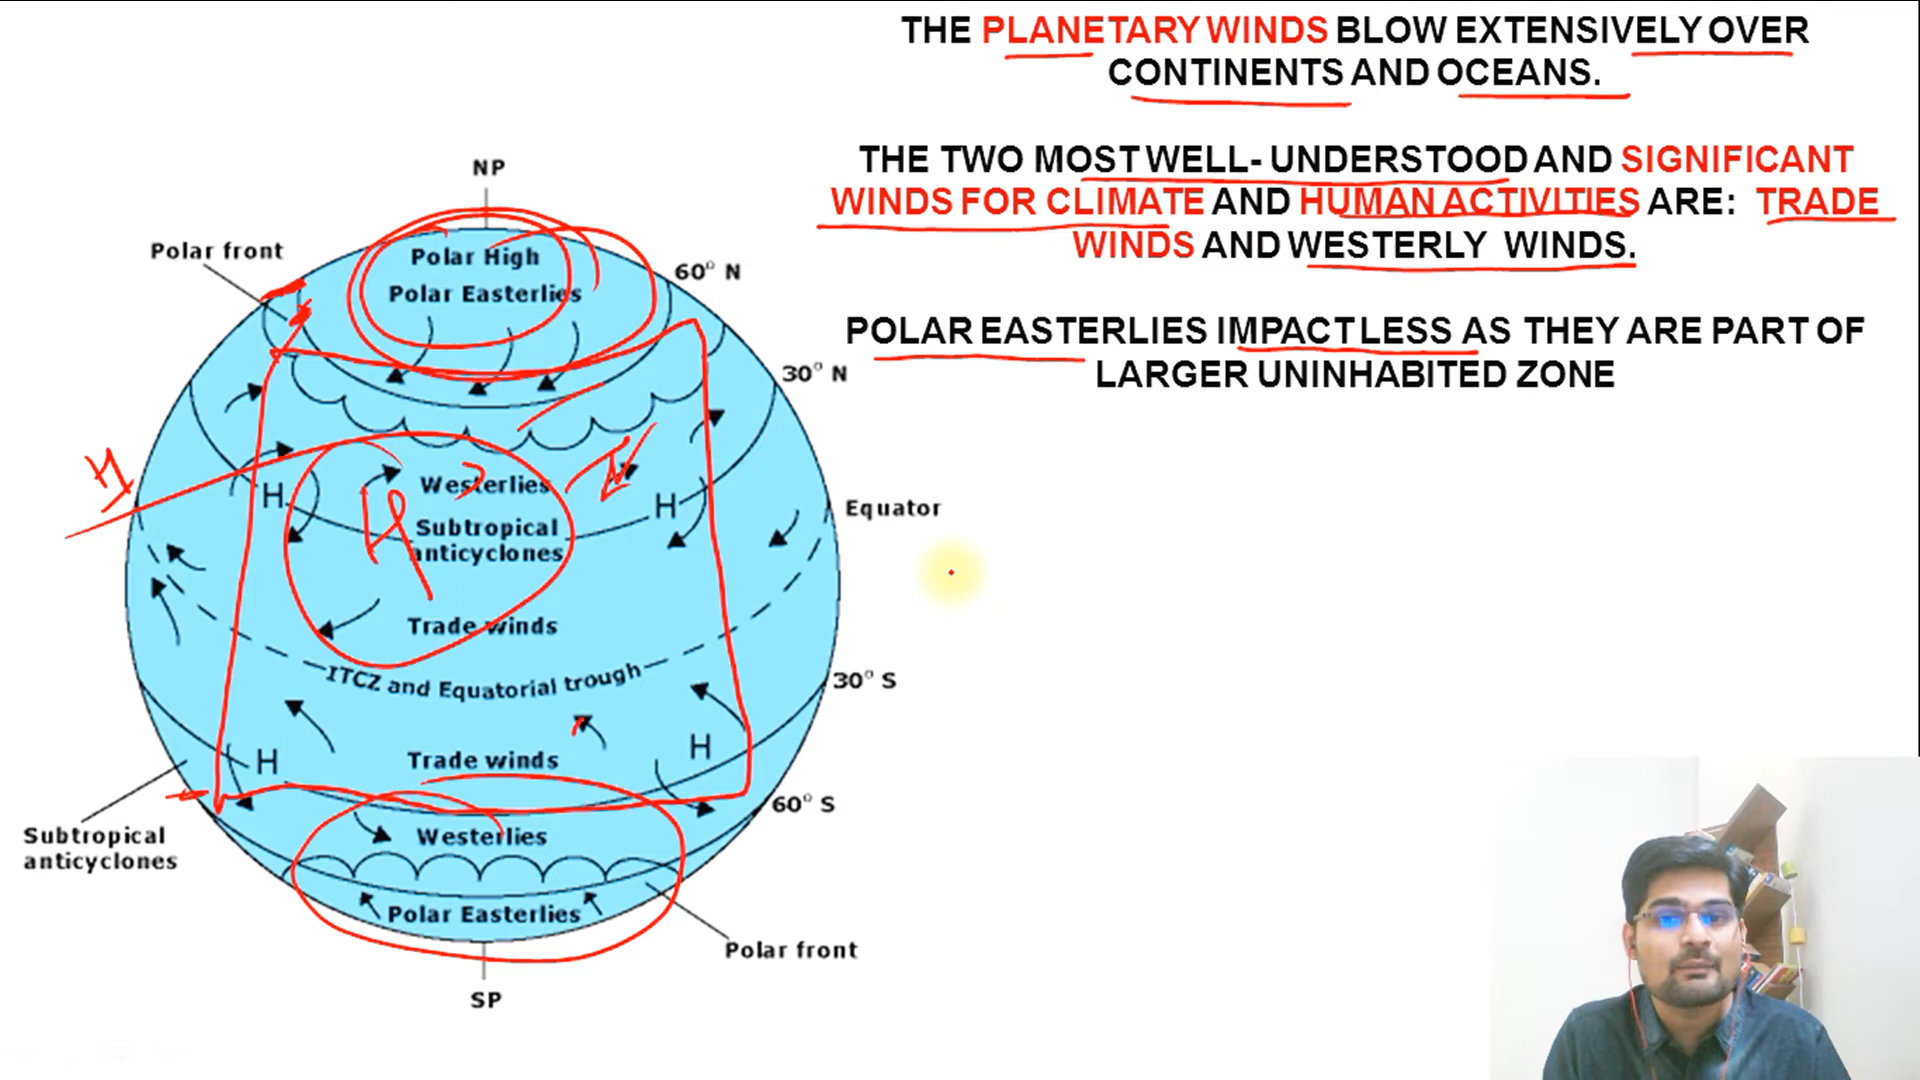 THE PLANETARY WINDS BLOW EXTENSIVELY OVER
CONTINENTS AND OCEANS.
THE TWO MOST WELL- UNDERSTOOD AND SIGNIFICANT
WINDS FOR CLIMATE AND HUMAN ACTIVITIES ARE: TRADE
WINDS AND WESTERLY WINDS.
POLAR EASTERLIES IMPACT LESS AS THEY ARE PART OF
LARGER UNINHABITED ZONE
NP
Polar front
Polar High
60° N
Polar Easterlies
30° N
Westerlies
H
H
Equator
Subtropical
anticyclones
Trade winds
ITCZ and Equatorial trough
30° S
Trade winds
H
H
60° S
Subtropical
anticyclones
Westerlies
Polar Easterlies
Polar front
SP